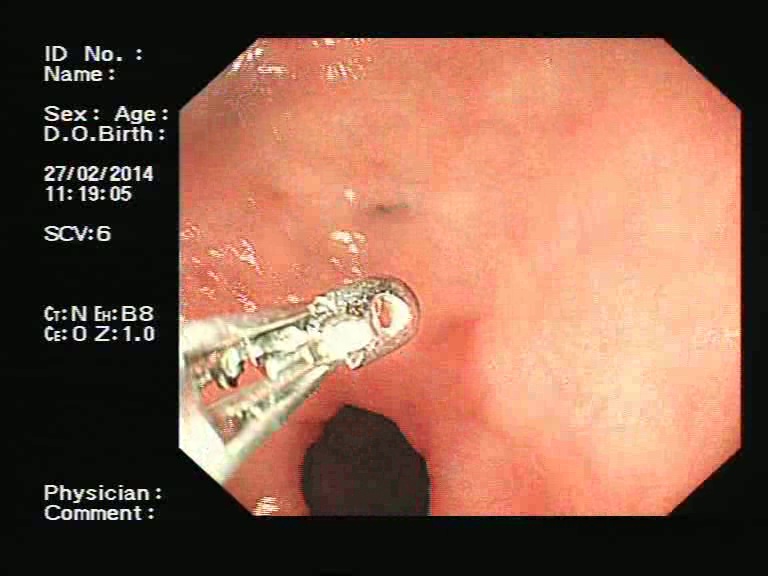 ID No. :
Name:
Sex: Age:
D.O.Birth:
27/02/2014
11:19:05
SCV:6
CT:N EH:B8
CE:0 Z:1.0
Physician:
Comment: